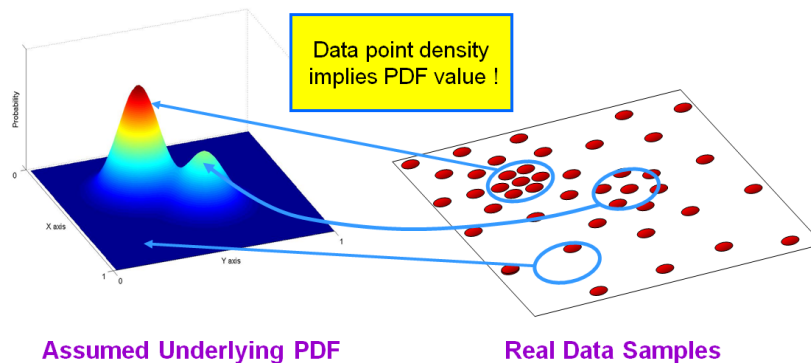 Data point density
implies PDF value !
Probability
0
X axis
1
0
Y axis
1
Assumed Underlying PDF
Real Data Samples